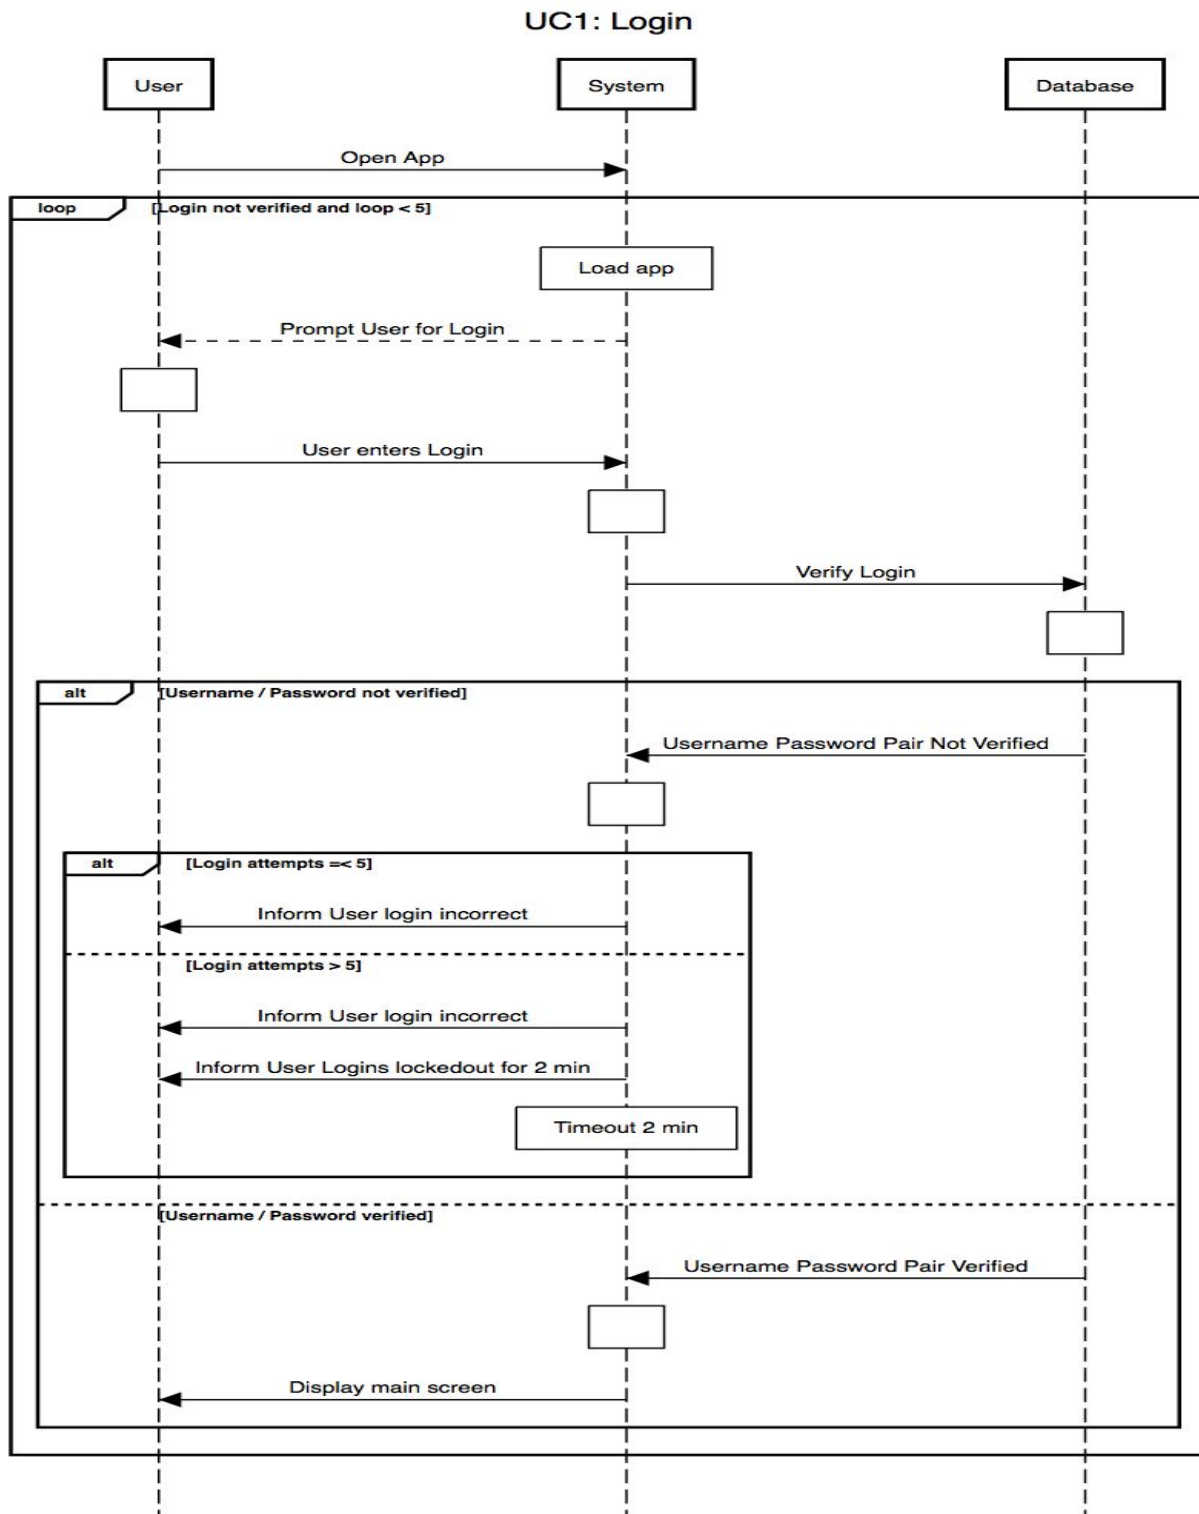 UC1: Login
User
System
Database
Open App
loop
[Login not verified and loop < 5]
Load app
Prompt User for Login
User enters Login
Verify Login
alt
[Username / Password not verified]
Username Password Pair Not Verified
alt
[Login attempts =< 5]
Inform User login incorrect
[Login attempts > 5]
Inform User login incorrect
Inform User Logins lockedout for 2 min
Timeout 2 min
[Username / Password verified]
Username Password Pair Verified
Display main screen